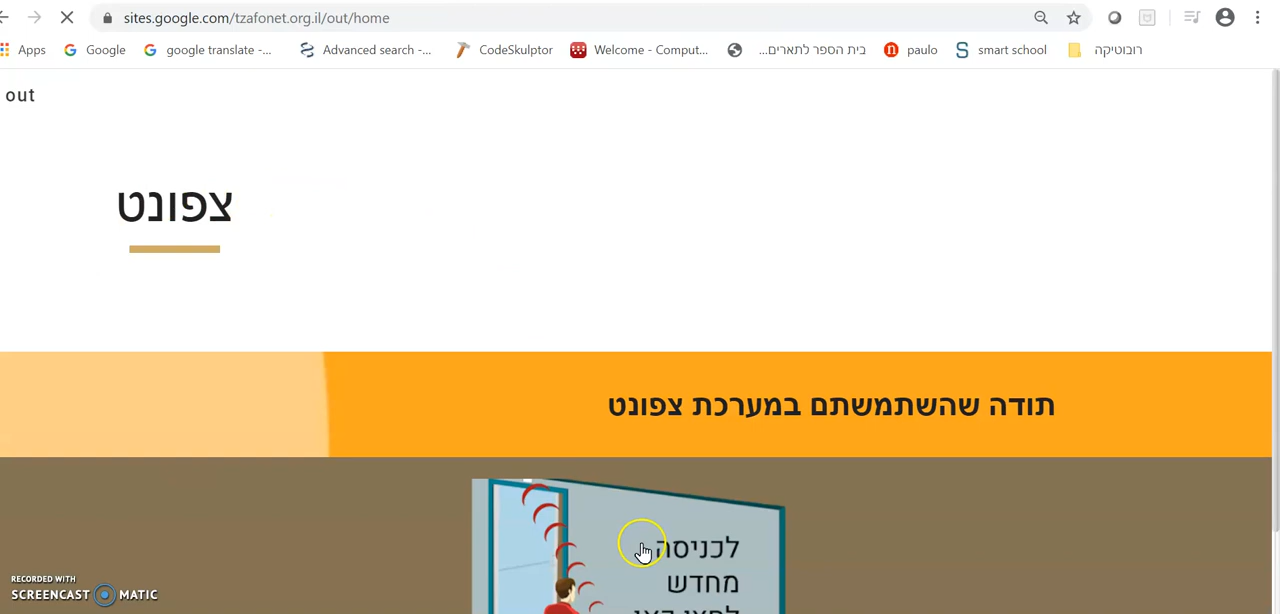 sites.google.com/tzafonet.org.il/out/home
Apps Google google translate -... Advanced search -... CodeSkulptor Welcome - Comput... בית הספר לתארים... paulo smart school רובוטיקה
out
צפונט
תודה שהשתמשתם במערכת צפונט
לכניסה
מחדש
RECORDED WITH
SCREENCAST MATIC